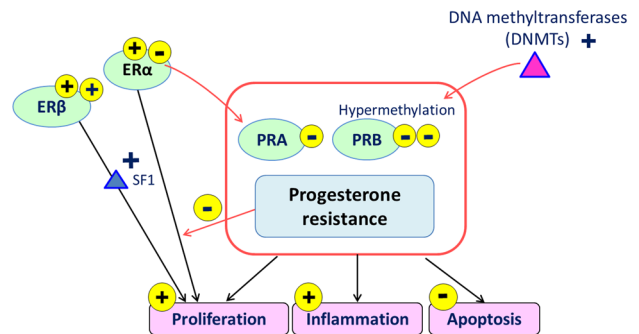 DNA methyltransferases
(DNMTs) +
+ -
ERα
+ +
ERβ
Hypermethylation
PRA -
PRB - -
+
SF1
Progesterone
resistance
-
+
Proliferation
+
Inflammation
-
Apoptosis